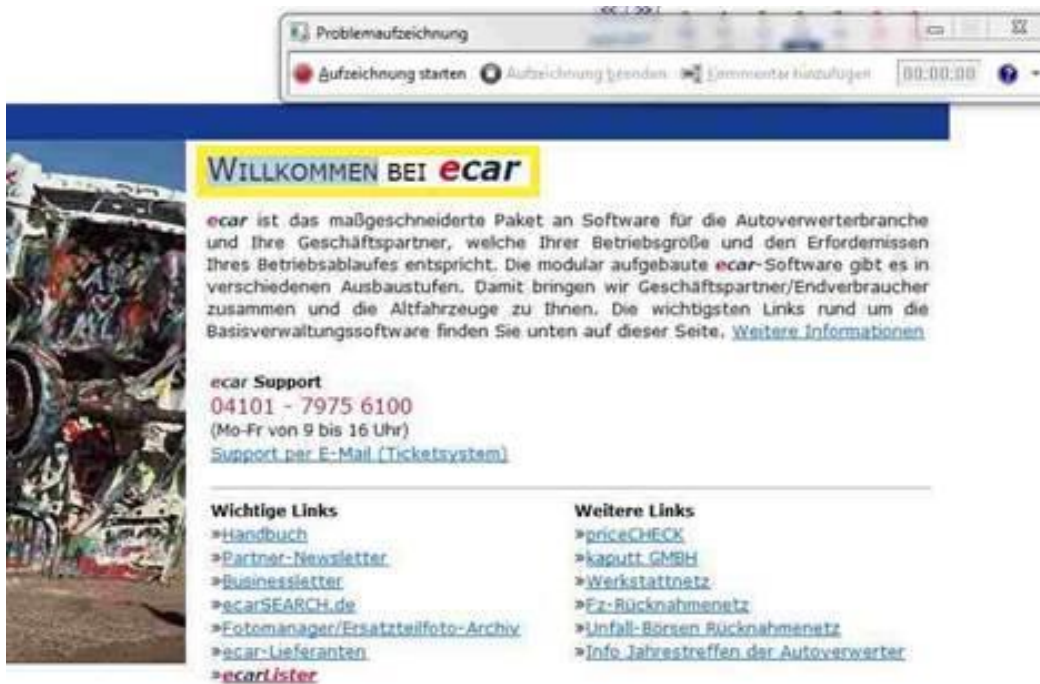 Problemaufzeichnung
Aufzeichnung starten Aufzeichnung beenden Kommentar hinzufügen 00:00:00
WILLKOMMEN BEI ecar
ecar ist das maßgeschneiderte Paket an Software für die Autoverwerterbranche
und Ihre Geschäftspartner, welche Ihrer Betriebsgröße und den Erfordernissen
Ihres Betriebsablaufes entspricht. Die modular aufgebaute ecar-Software gibt es in
verschiedenen Ausbaustufen. Damit bringen wir Geschäftspartner/Endverbraucher
zusammen und die Altfahrzeuge zu Ihnen. Die wichtigsten Links rund um die
Basisverwaltungssoftware finden Sie unten auf dieser Seite. Weitere Informationen
ecar Support
04101 - 7975 6100
(Mo-Fr von 9 bis 16 Uhr)
Support per E-Mail (Ticketsystem)
Wichtige Links
»Handbuch
»Partner-Newsletter
»Businessletter
»ecarSEARCH.de
»Fotomanager/Ersatzteilfoto-Archiv
»ecar-Lieferanten
»ecarLister
Weitere Links
»priceCHECK
»kaputt GMBH
»Werkstattnetz
»Fz-Rücknahmenetz
»Unfall-Börsen Rücknahmenetz
»Info Jahrestreffen der Autoverwerter